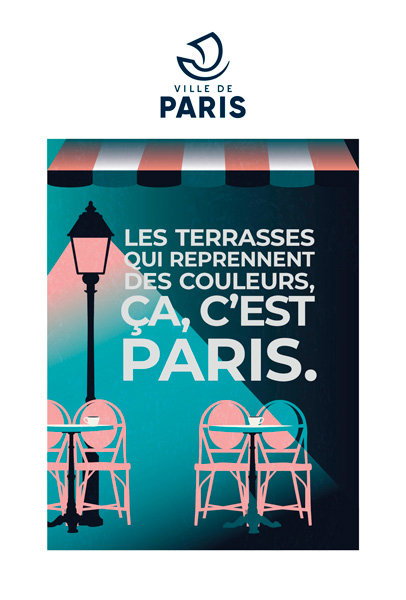 VILLE DE
PARIS
LES TERRASSES
QUI REPRENNENT
DES COULEURS,
ÇA, C'EST
PARIS.